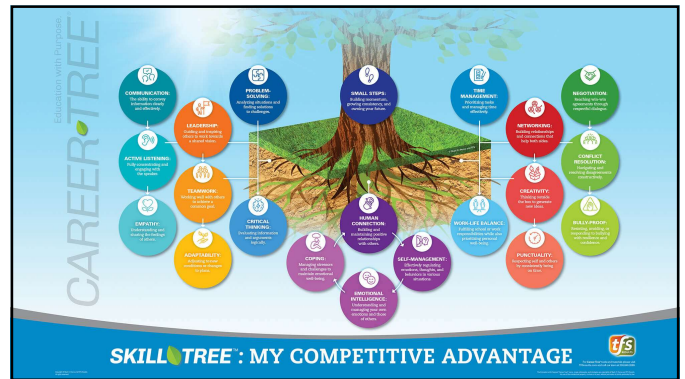 Education with Purpose.
CAREER TREE
COMMUNICATION:
The ability to convey
information clearly
and effectively.
ACTIVE LISTENING:
Fully concentrating and
engaging with
the speaker.
EMPATHY:
Understanding and
sharing the feelings
of others.
LEADERSHIP:
Guiding and inspiring
others to work towards
a shared vision.
TEAMWORK:
Working well with others
to achieve a
common goal.
ADAPTABILITY:
PROBLEM-
SOLVING:
Analyzing situations and
finding solutions
to challenges.
CRITICAL
THINKING:
Evaluating information
and arguments
logically.
SMALL STEPS:
Building momentum,
growing consistency, and
owning your future.
HUMAN
CONNECTION:
Building and
maintaining positive
relationships
with others.
COPING:
Managing stressors
and challenges to
maintain emotional
well-being.
SELF-MANAGEMENT:
Effectively regulating
emotions, thoughts, and
behaviors in various
situations.
EMOTIONAL
INTELLIGENCE:
Understanding and
managing your own
emotions and those
of others.
TIME
MANAGEMENT:
Prioritizing tasks
and managing time
effectively.
WORK-LIFE BALANCE:
Fulfilling school or work
responsibilities while also
prioritizing personal
well-being.
NETWORKING:
Building relationships
and connections that
help both sides.
CREATIVITY:
Thinking outside
the box to generate
new ideas.
PUNCTUALITY:
Respecting self and others
by consistently being
on time.
NEGOTIATION:
Reaching win-win
agreements through
respectful dialogue.
CONFLICT
RESOLUTION:
Navigating and
resolving disagreements
constructively.
BULLY-PROOF:
Resisting, avoiding, or
responding to bullying
with resilience and
confidence.
SKILL TREE™: MY COMPETITIVE ADVANTAGE
tfs